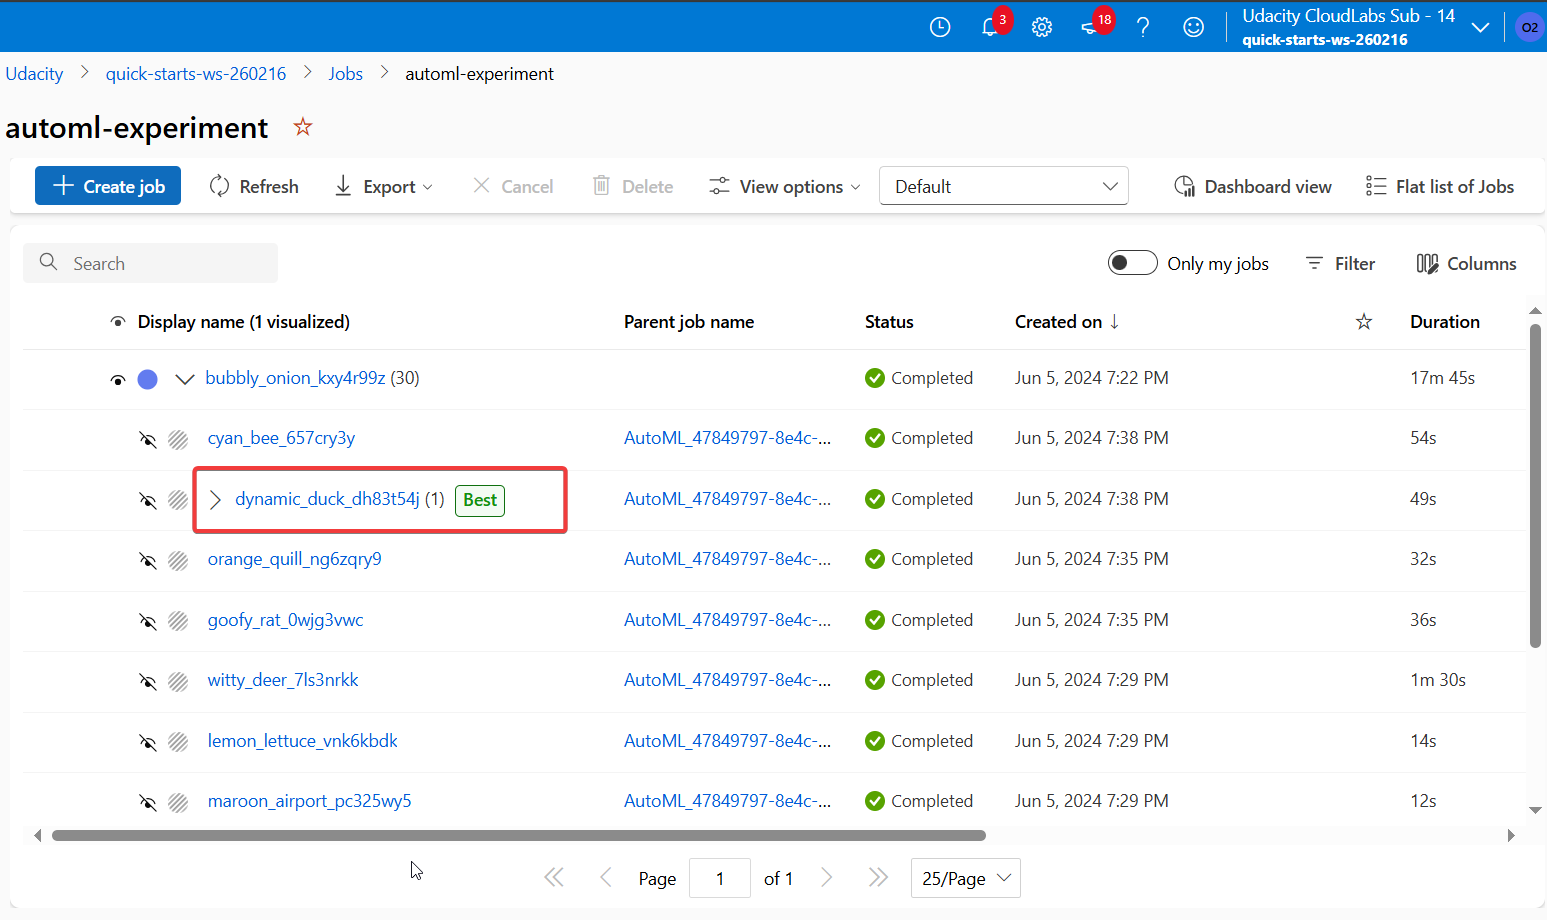 3
18
Udacity CloudLabs Sub - 14
quick-starts-ws-260216
O2
Udacity > quick-starts-ws-260216 > Jobs > automl-experiment
automl-experiment
Create job Refresh Export Cancel Delete View options Default Dashboard view Flat list of Jobs
Search Only my jobs Filter Columns
Display name (1 visualized) Parent job name Status Created on ↓ Duration
bubbly_onion_kxy4r99z (30) Completed Jun 5, 2024 7:22 PM 17m 45s
cyan_bee_657cry3y AutoML_47849797-8e4c-... Completed Jun 5, 2024 7:38 PM 54s
dynamic_duck_dh83t54j (1) Best AutoML_47849797-8e4c-... Completed Jun 5, 2024 7:38 PM 49s
orange_quill_ng6zqry9 AutoML_47849797-8e4c-... Completed Jun 5, 2024 7:35 PM 32s
goofy_rat_0wjg3vwc AutoML_47849797-8e4c-... Completed Jun 5, 2024 7:35 PM 36s
witty_deer_7ls3nrkk AutoML_47849797-8e4c-... Completed Jun 5, 2024 7:29 PM 1m 30s
lemon_lettuce_vnk6kbdk AutoML_47849797-8e4c-... Completed Jun 5, 2024 7:29 PM 14s
maroon_airport_pc325wy5 AutoML_47849797-8e4c-... Completed Jun 5, 2024 7:29 PM 12s
Page 1 of 1 25/Page